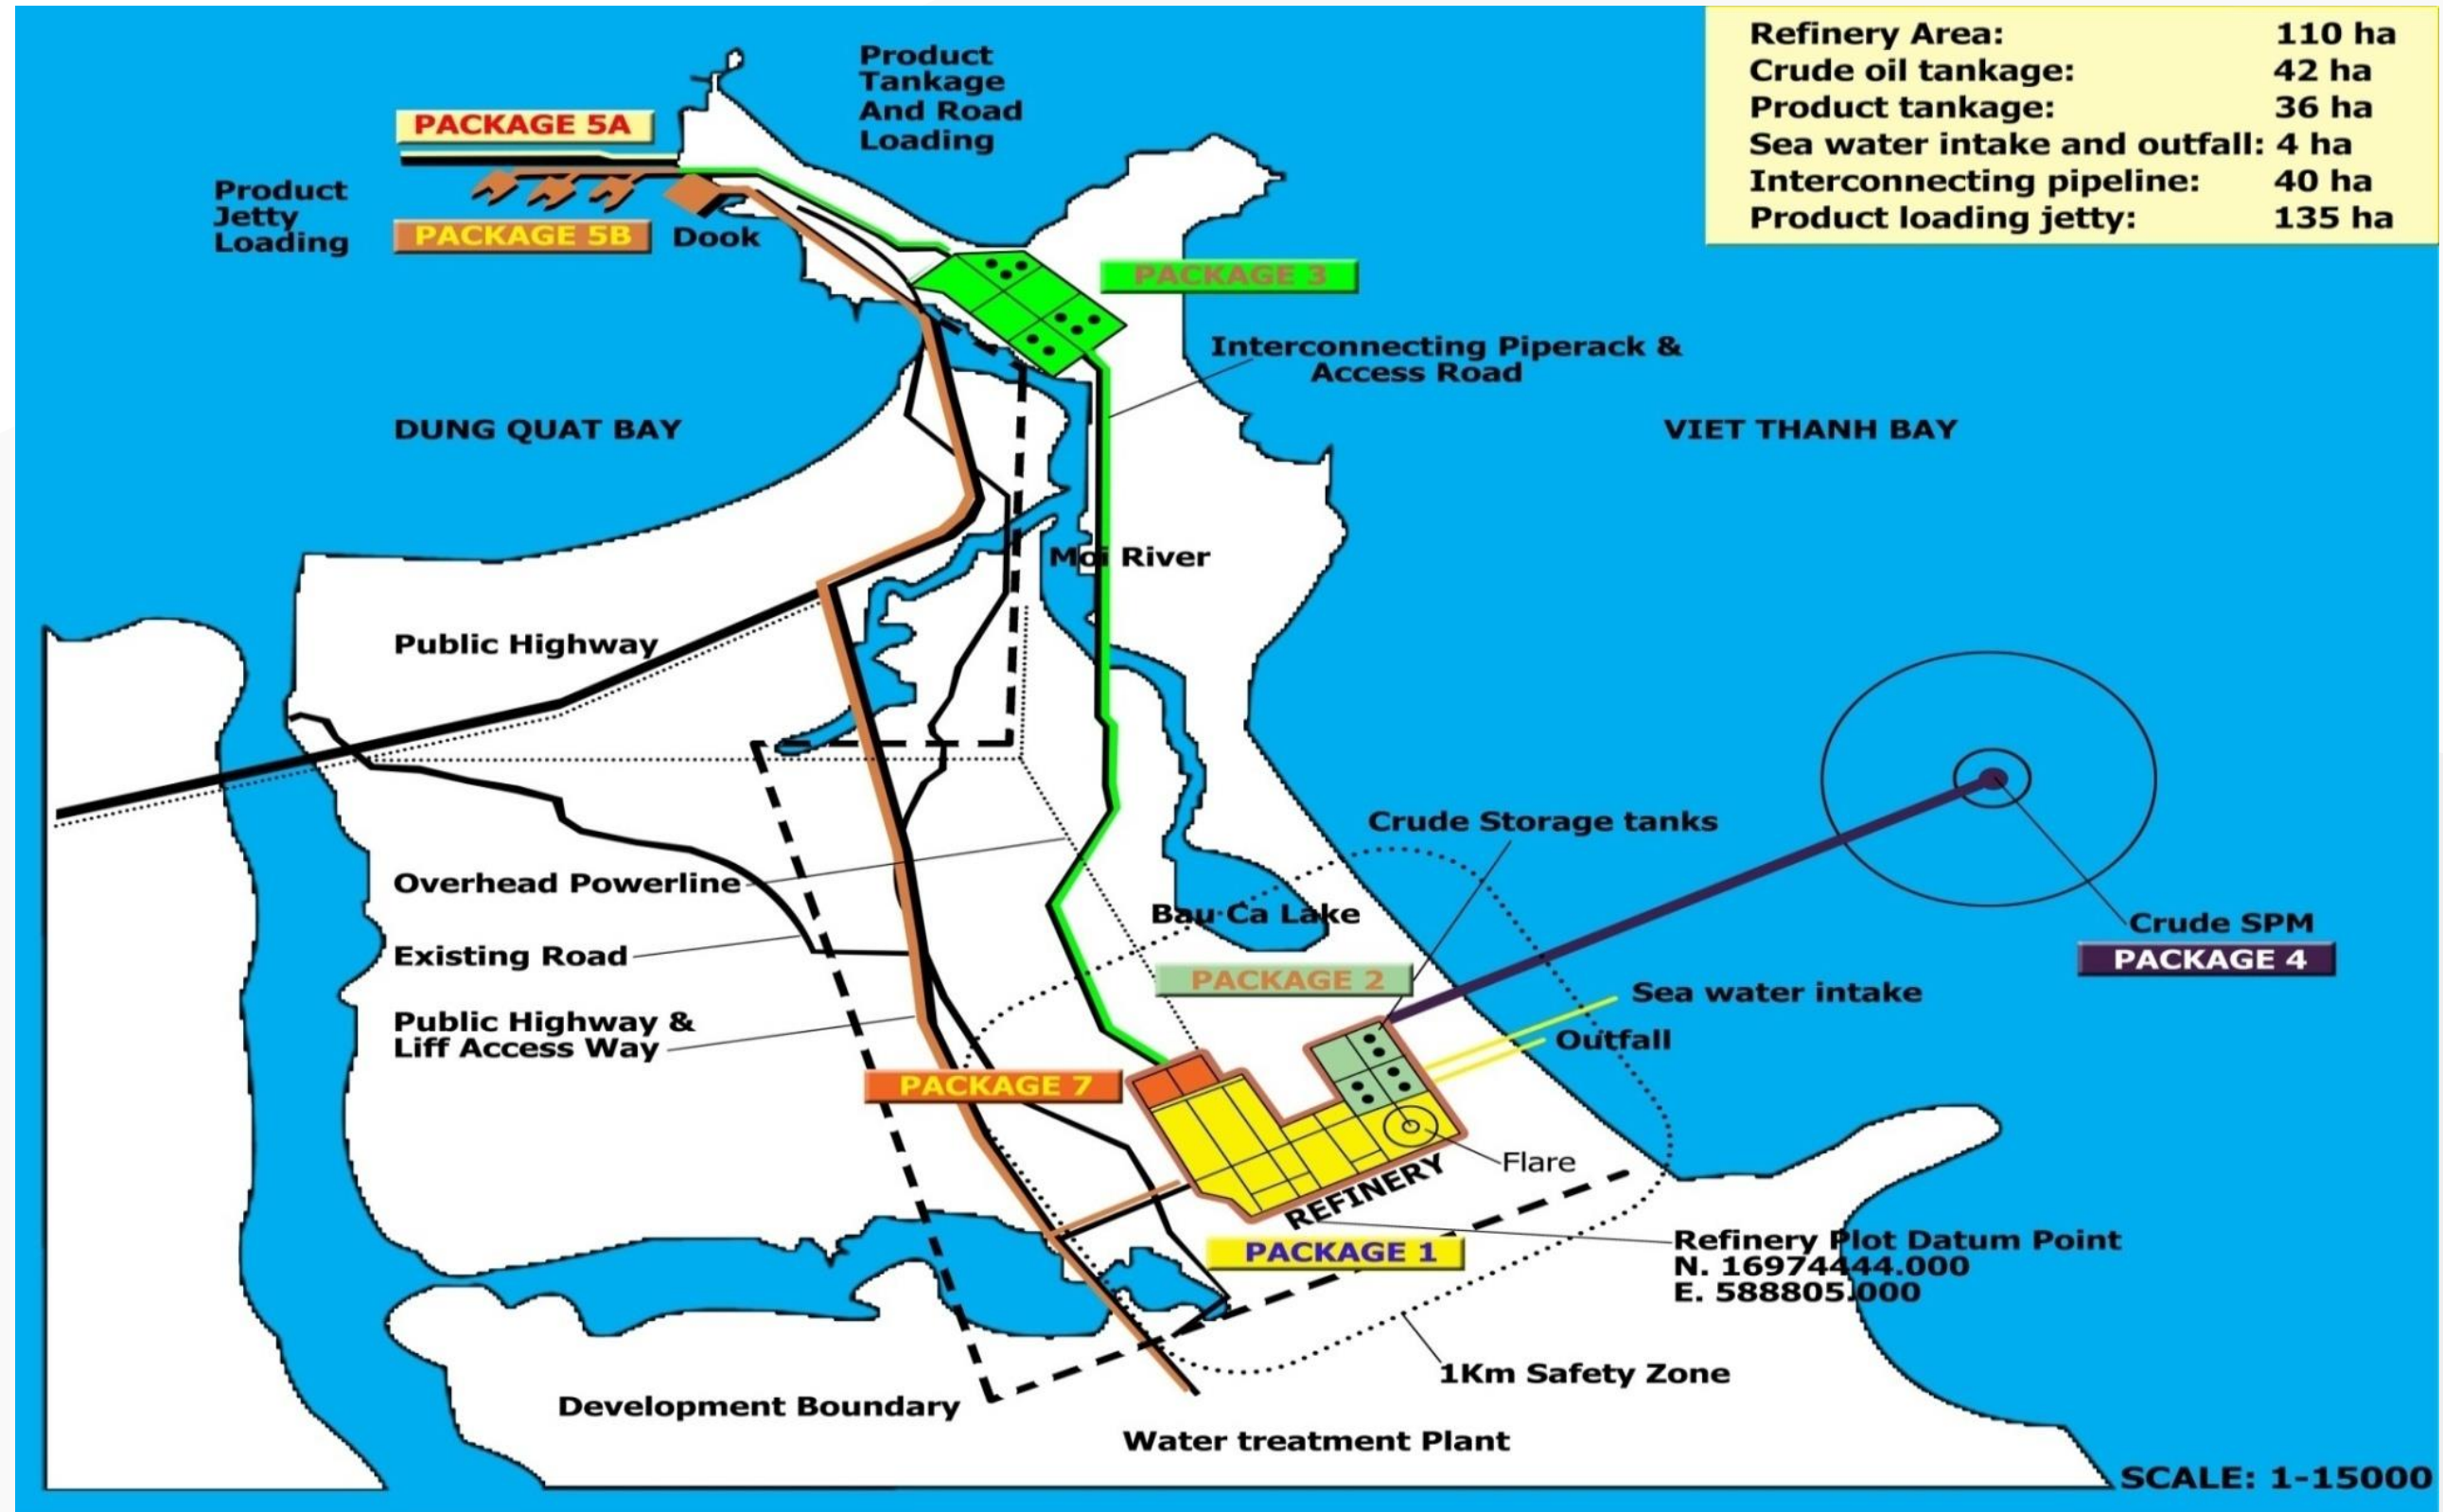 Refinery Area: 110 ha
Crude oil tankage: 42 ha
Product tankage: 36 ha
Sea water intake and outfall: 4 ha
Interconnecting pipeline: 40 ha
Product loading jetty: 135 ha
Product
Tankage
And Road
Loading
PACKAGE 5A
Product
Jetty
Loading
PACKAGE 5B
Dook
PACKAGE 3
Interconnecting Piperack &
Access Road
DUNG QUAT BAY
VIET THANH BAY
Moi River
Public Highway
Crude Storage tanks
Overhead Powerline
Bau Ca Lake
Crude SPM
PACKAGE 4
Existing Road
PACKAGE 2
Sea water intake
Public Highway &
Liff Access Way
Outfall
PACKAGE 7
Flare
REFINERY
PACKAGE 1
Refinery Plot Datum Point
N. 16974444.000
E. 588805.000
1Km Safety Zone
Development Boundary
Water treatment Plant
SCALE: 1-15000